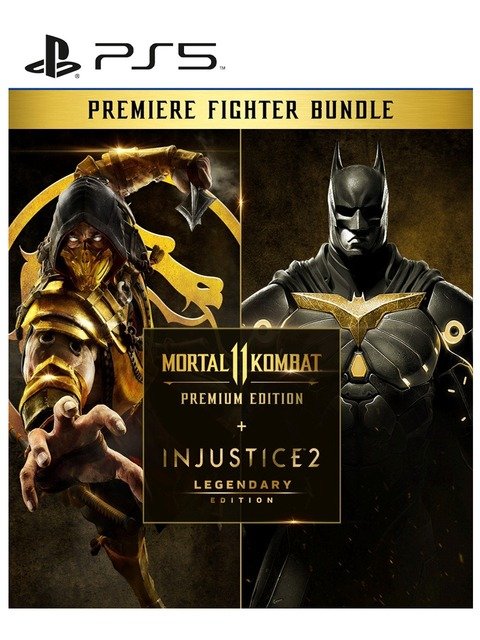 PS5
PREMIERE FIGHTER BUNDLE
MORTAL 11 KOMBAT
PREMIUM EDITION
+
INJUSTICE 2
LEGENDARY
EDITION